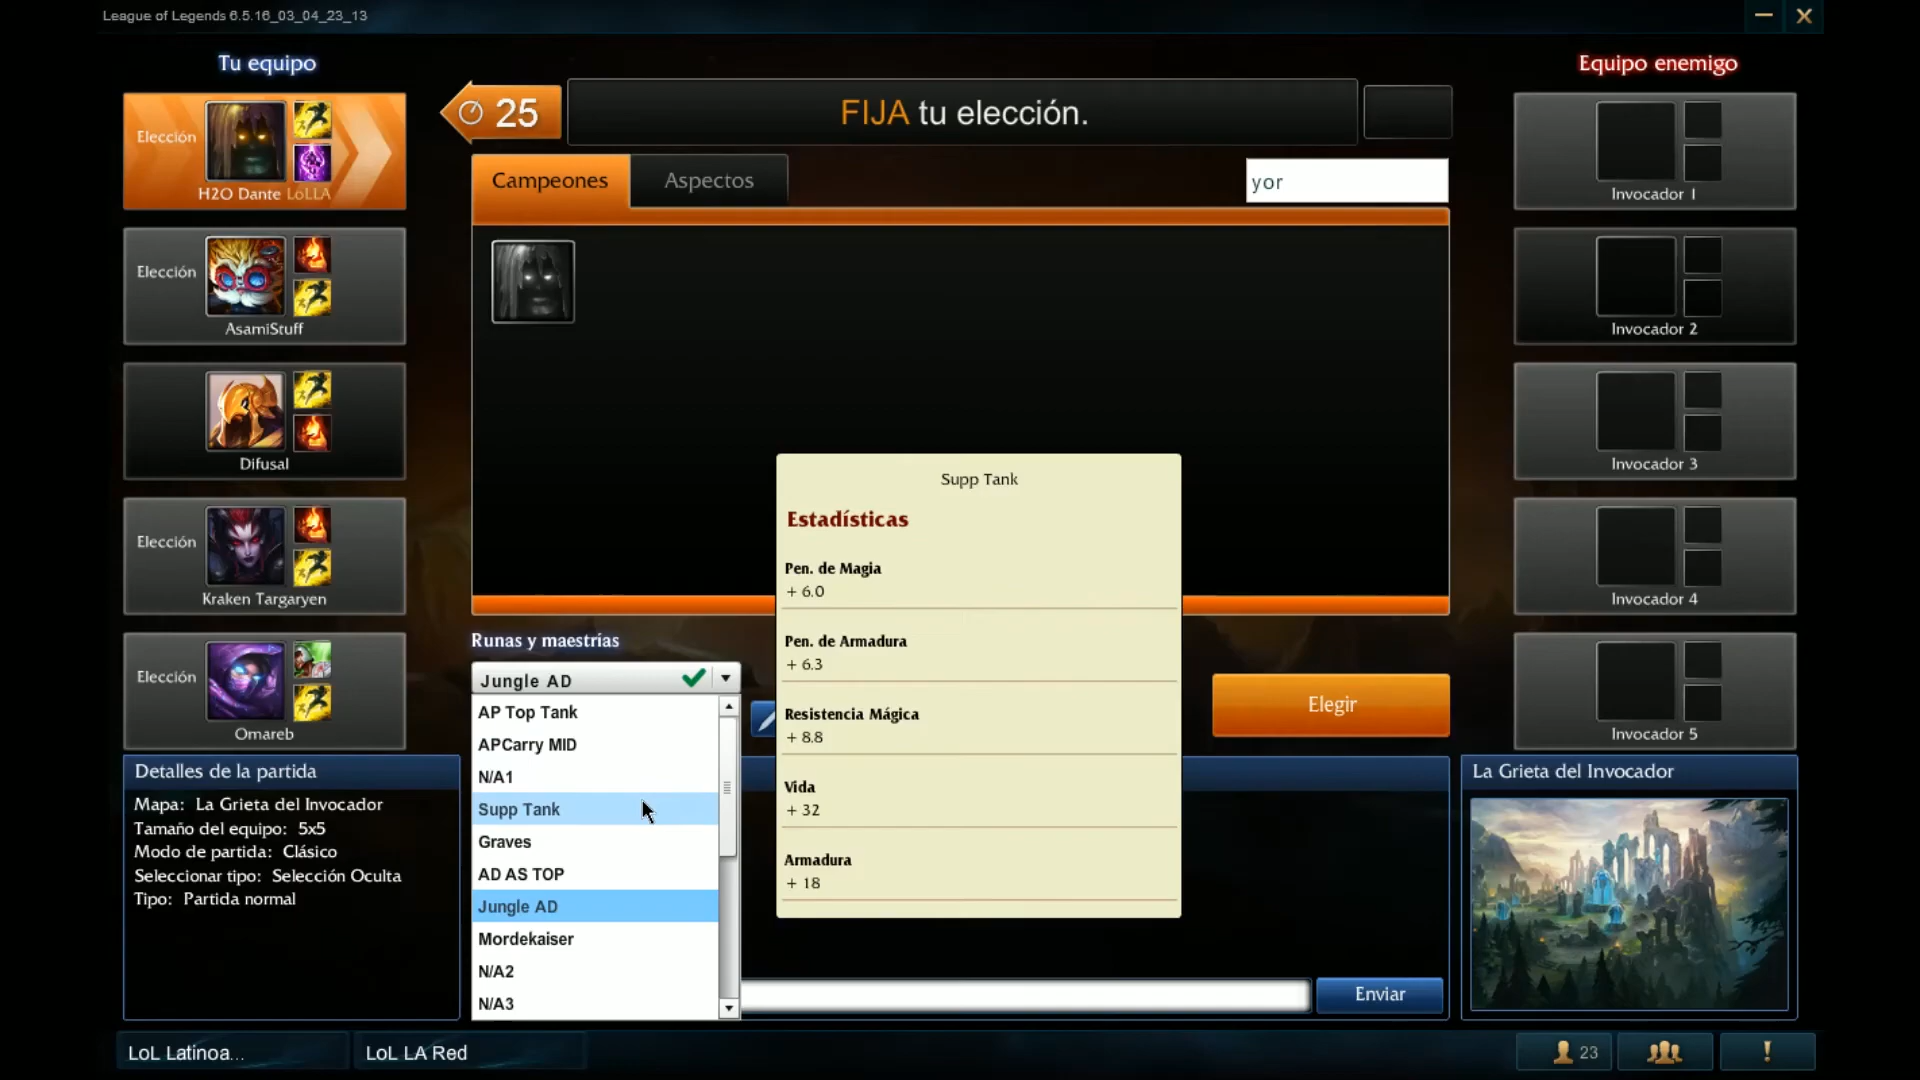 League of Legends 6.5.16_03_04_23_13
Tu equipo
Equipo enemigo
25
FIJA tu elección.
Elección
H2O Dante LoLLA
Elección
AsamiStuff
Difusal
Elección
Kraken Targaryen
Elección
Omareb
Campeones
Aspectos
yor
Invocador 1
Invocador 2
Invocador 3
Invocador 4
Invocador 5
Supp Tank
Estadísticas
Pen. de Magia
+ 6.0
Pen. de Armadura
+ 6.3
Resistencia Mágica
+ 8.8
Vida
+ 32
Armadura
+ 18
Runas y maestrías
Jungle AD
AP Top Tank
APCarry MID
N/A1
Supp Tank
Graves
AD AS TOP
Jungle AD
Mordekaiser
N/A2
N/A3
Elegir
Detalles de la partida
Mapa: La Grieta del Invocador
Tamaño del equipo: 5x5
Modo de partida: Clásico
Seleccionar tipo: Selección Oculta
Tipo: Partida normal
La Grieta del Invocador
Enviar
LoL Latinoa...
LoL LA Red
23